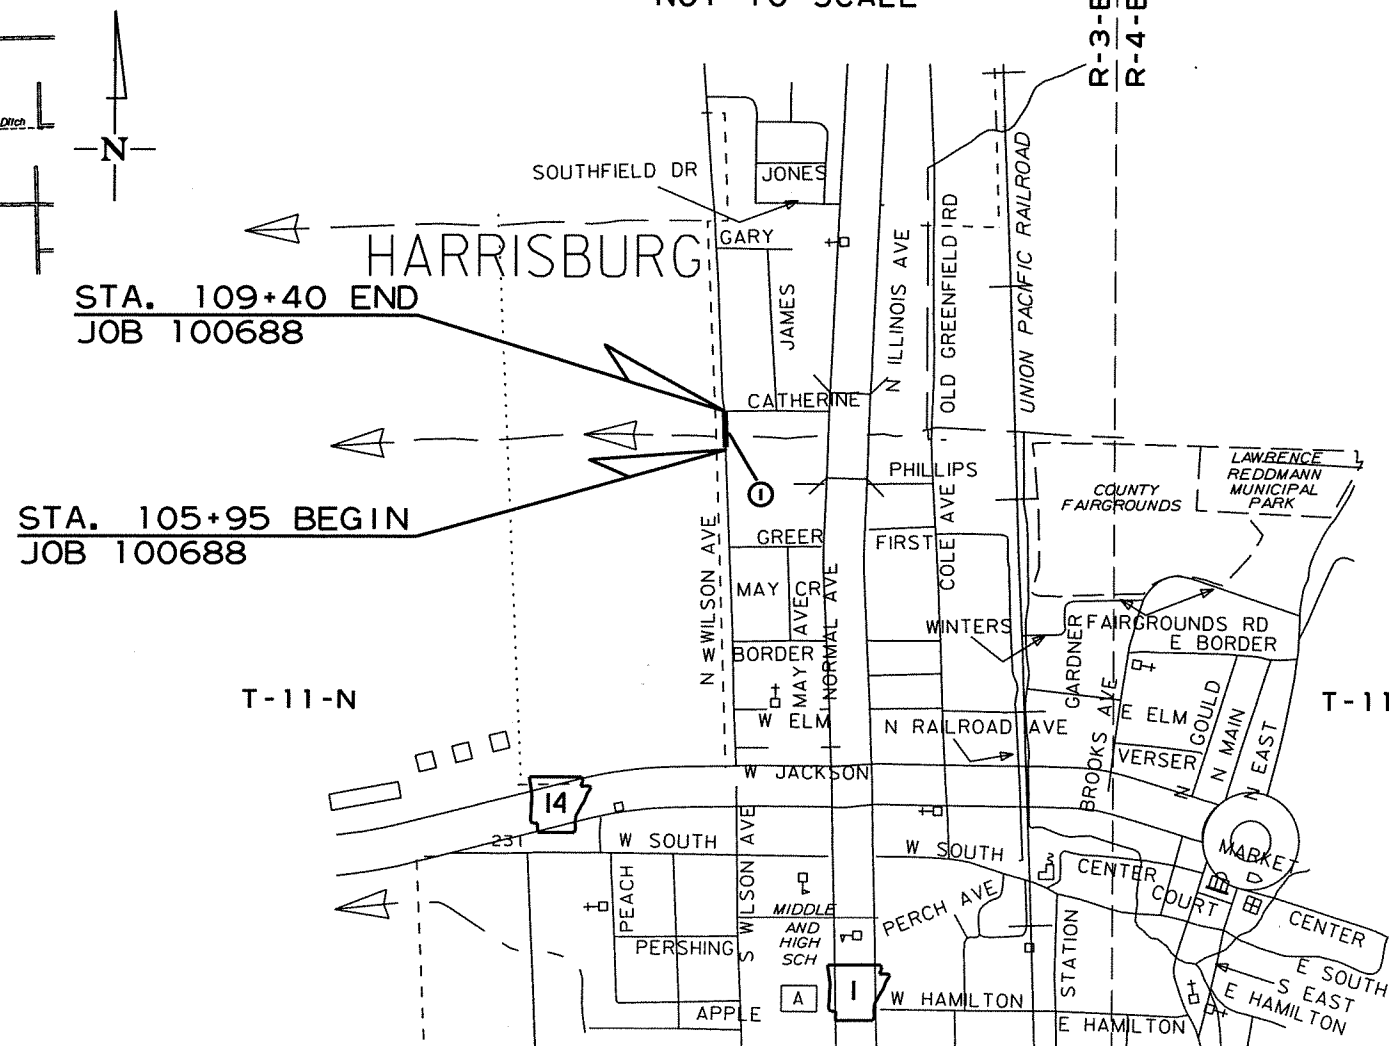 NOT TO SCALE
R-3-E
R-4-E
Ditch
N
SOUTHFIELD DR
JONES
GARY
HARRISBURG
STA. 109+40 END
JOB 100688
JAMES
N ILLINOIS AVE
OLD GREENFIELD RD
UNION PACIFIC RAILROAD
CATHERINE
PHILLIPS
LAWRENCE
REDDMANN
MUNICIPAL
PARK
COUNTY
FAIRGROUNDS
1
STA. 105+95 BEGIN
JOB 100688
N WILSON AVE
W
GREER
FIRST
COLE AVE
MAY
CR
MAY AVE
NORMAL AVE
WINTERS
GARDNER
FAIRGROUNDS RD
E BORDER
BORDER
T-11-N
T-11
W ELM
N RAILROAD AVE
BROOKS AVE
E ELM
VERSER
N GOULD
N MAIN
N EAST
W JACKSON
14
231
W SOUTH
W SOUTH
S WILSON AVE
PEACH
MIDDLE
AND
HIGH
SCH
PERCH AVE
CENTER
MARKET
COURT
CENTER
PERSHING
STATION
E SOUTH
S EAST
E HAMILTON
A
1
W HAMILTON
APPLE
E HAMILTON